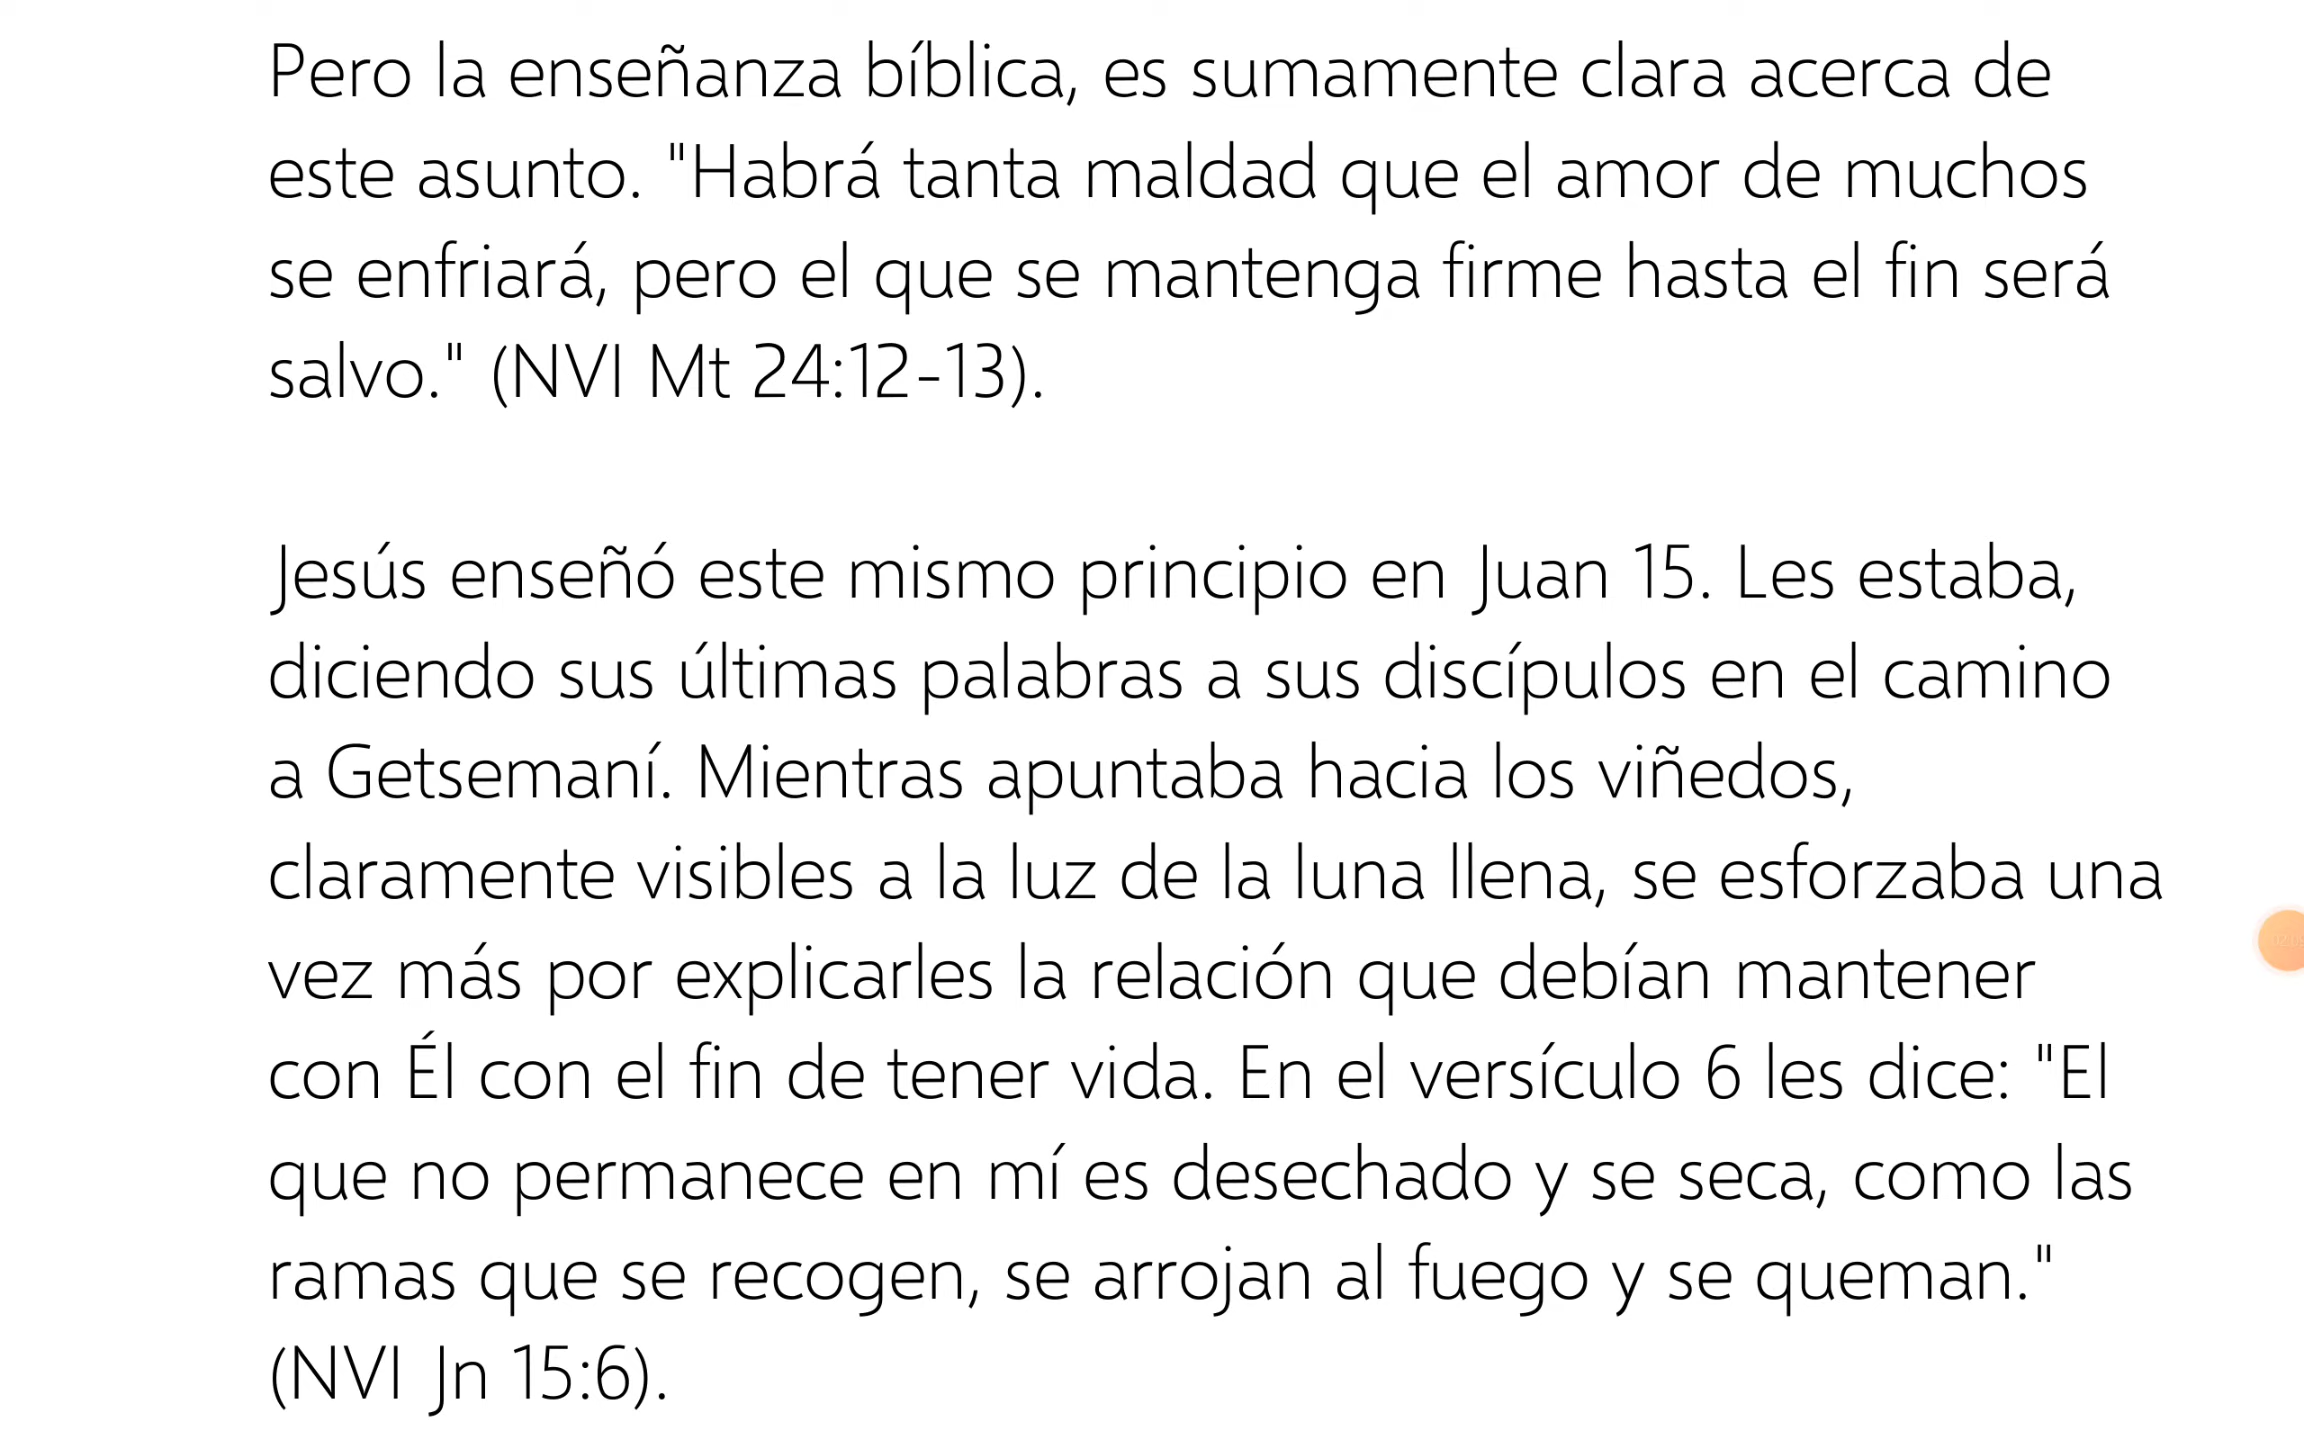 Pero la enseñanza bíblica, es sumamente clara acerca de
este asunto. "Habrá tanta maldad que el amor de muchos
se enfriará, pero el que se mantenga firme hasta el fin será
salvo." (NVI Mt 24:12-13).
Jesús enseñó este mismo principio en Juan 15. Les estaba,
diciendo sus últimas palabras a sus discípulos en el camino
a Getsemaní. Mientras apuntaba hacia los viñedos,
claramente visibles a la luz de la luna llena, se esforzaba una
vez más por explicarles la relación que debían mantener
con Él con el fin de tener vida. En el versículo 6 les dice: "El
que no permanece en mí es desechado y se seca, como las
ramas que se recogen, se arrojan al fuego y se queman."
(NVI Jn 15:6).